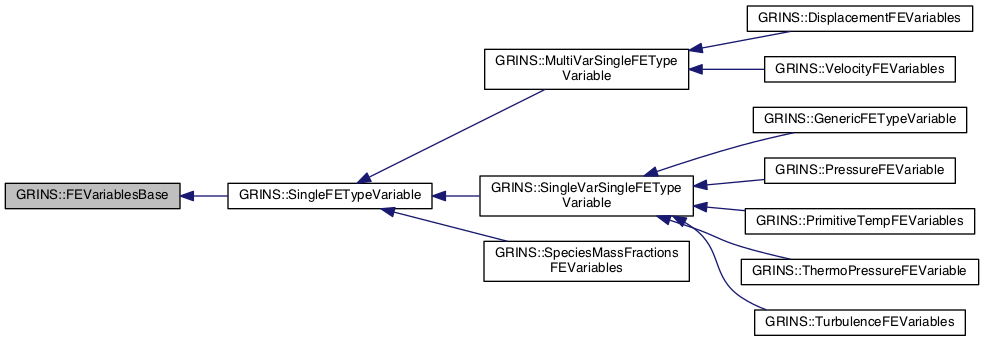 GRINS::FEVariablesBase
GRINS::SingleFETypeVariable
GRINS::MultiVarSingleFEType
Variable
GRINS::SingleVarSingleFEType
Variable
GRINS::SpeciesMassFractions
FEVariables
GRINS::DisplacementFEVariables
GRINS::VelocityFEVariables
GRINS::GenericFETypeVariable
GRINS::PressureFEVariable
GRINS::PrimitiveTempFEVariables
GRINS::ThermoPressureFEVariable
GRINS::TurbulenceFEVariables